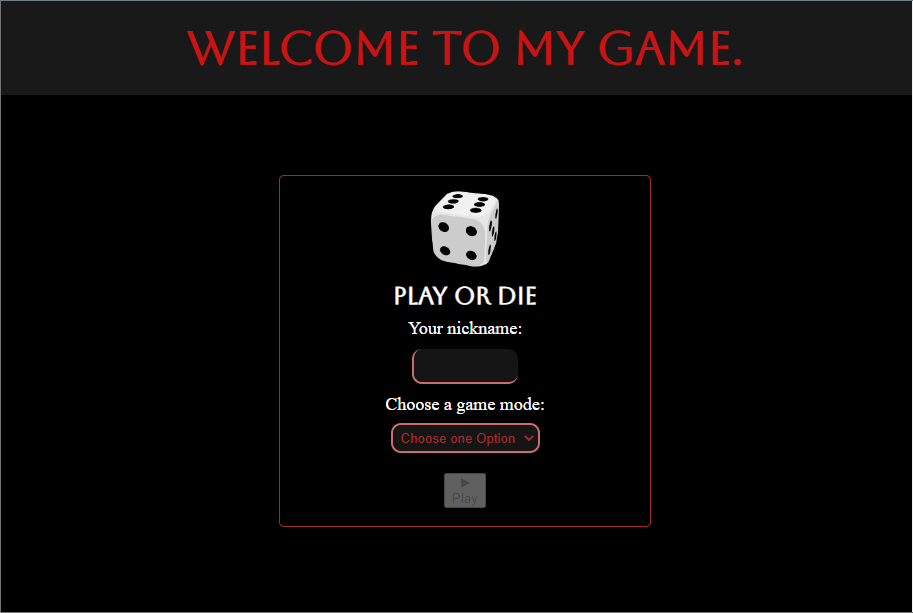 WELCOME TO MY GAME.
PLAY OR DIE
Your nickname:
Choose a game mode:
Choose one Option
Play